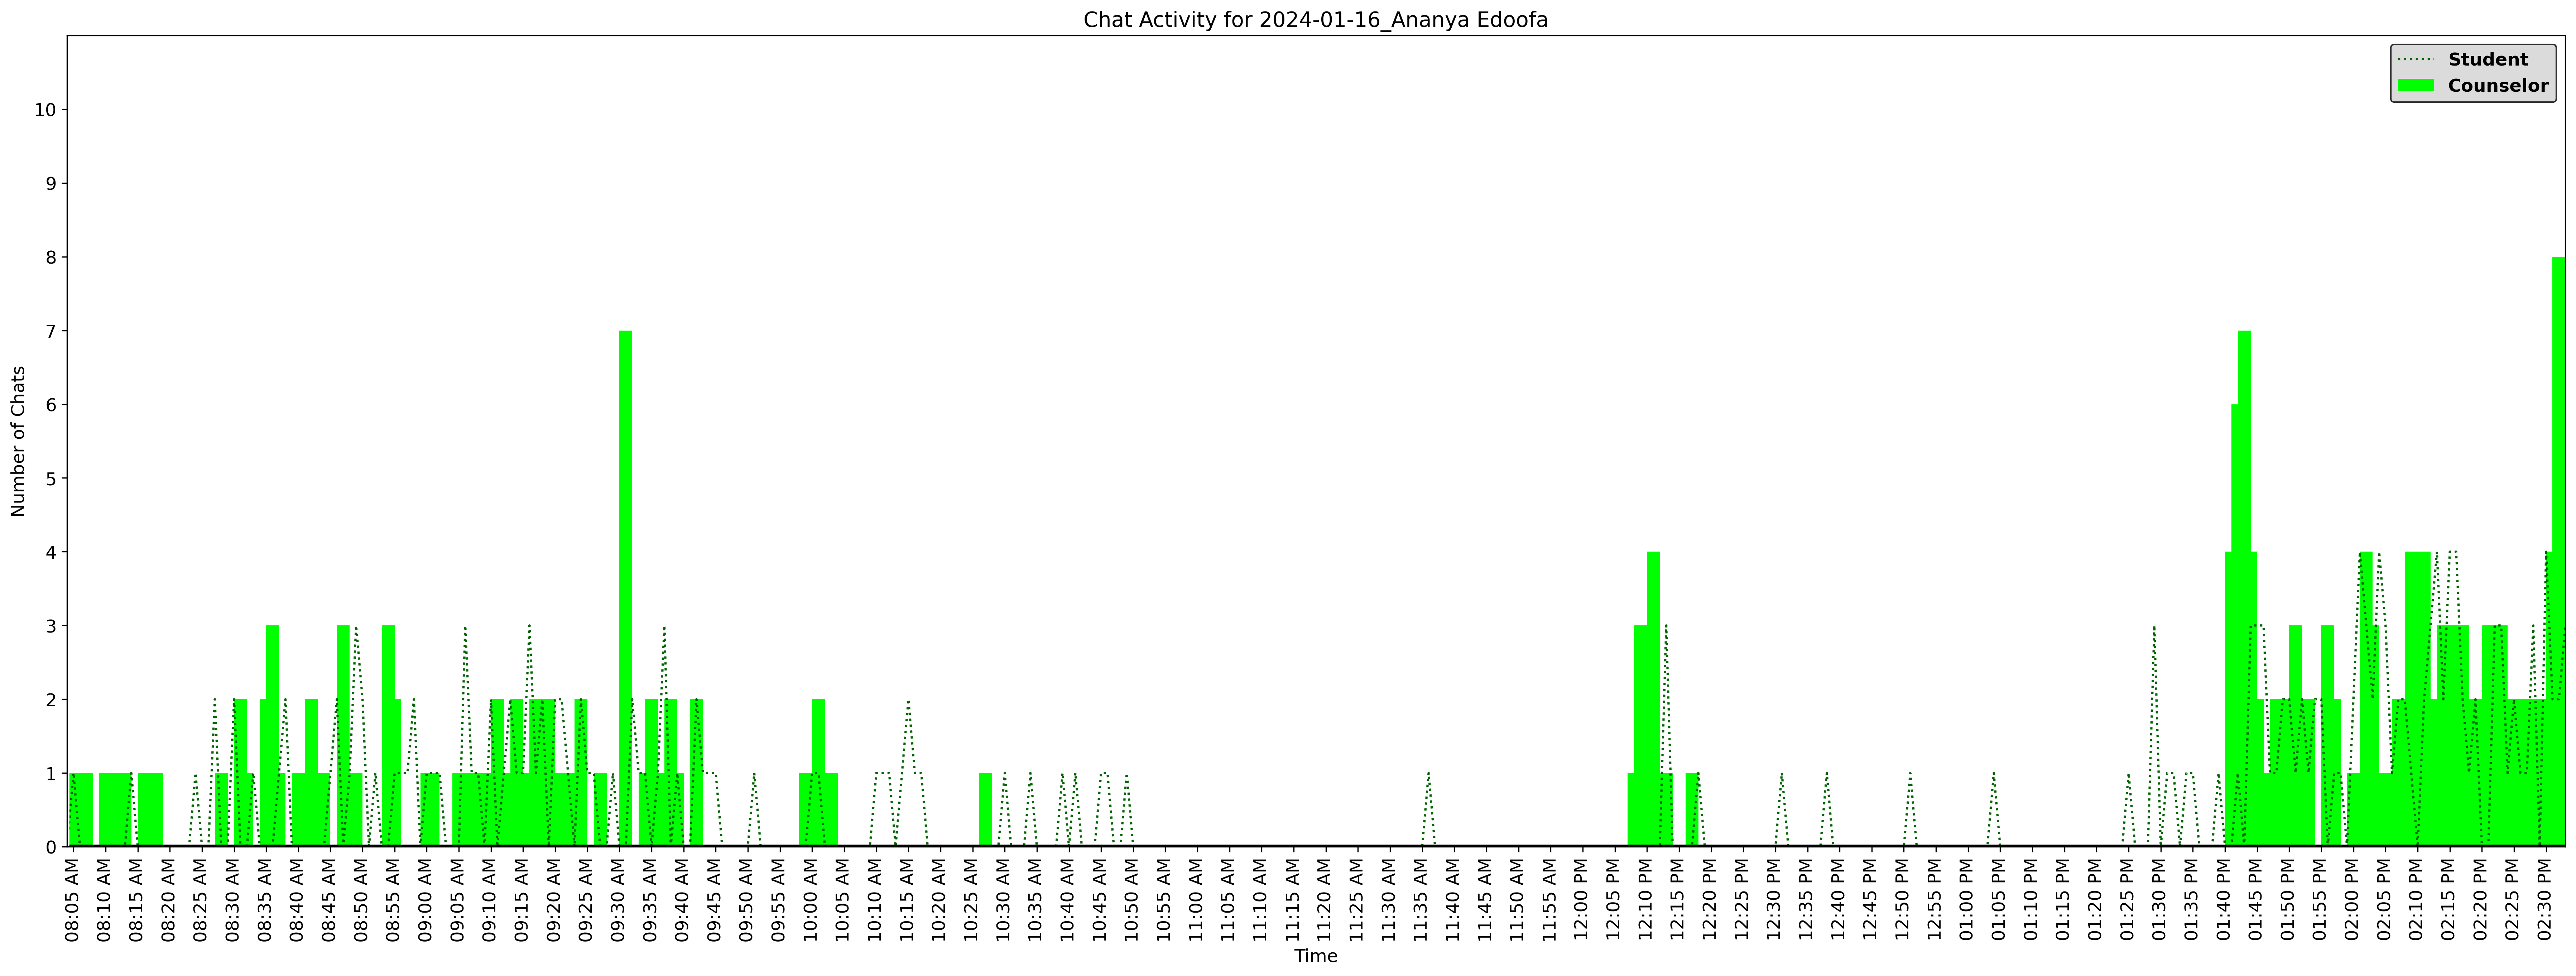 Chat Activity for 2024-01-16_Ananya Edoofa
Student
Counselor
Number of Chats
10
9
8
7
6
5
4
3
2
1
0
08:05 AM
08:10 AM
08:15 AM
08:20 AM
08:25 AM
08:30 AM
08:35 AM
08:40 AM
08:45 AM
08:50 AM
08:55 AM
09:00 AM
09:05 AM
09:10 AM
09:15 AM
09:20 AM
09:25 AM
09:30 AM
09:35 AM
09:40 AM
09:45 AM
09:50 AM
09:55 AM
10:00 AM
10:05 AM
10:10 AM
10:15 AM
10:20 AM
10:25 AM
10:30 AM
10:35 AM
10:40 AM
10:45 AM
10:50 AM
10:55 AM
11:00 AM
11:05 AM
11:10 AM
11:15 AM
11:20 AM
11:25 AM
11:30 AM
11:35 AM
11:40 AM
11:45 AM
11:50 AM
11:55 AM
12:00 PM
12:05 PM
12:10 PM
12:15 PM
12:20 PM
12:25 PM
12:30 PM
12:35 PM
12:40 PM
12:45 PM
12:50 PM
12:55 PM
01:00 PM
01:05 PM
01:10 PM
01:15 PM
01:20 PM
01:25 PM
01:30 PM
01:35 PM
01:40 PM
01:45 PM
01:50 PM
01:55 PM
02:00 PM
02:05 PM
02:10 PM
02:15 PM
02:20 PM
02:25 PM
02:30 PM
Time